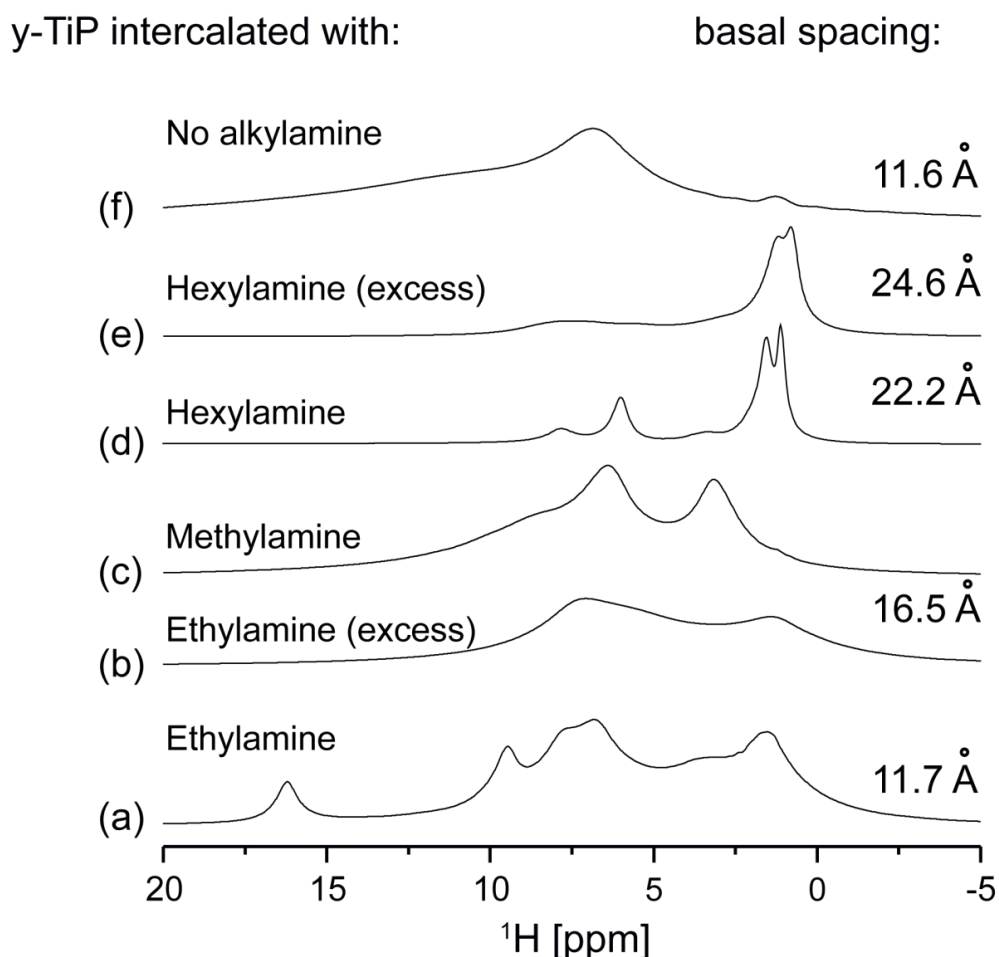 y-TiP intercalated with: basal spacing:
No alkylamine
11.6 Å
(f)
Hexylamine (excess)
24.6 Å
(e)
Hexylamine
22.2 Å
(d)
Methylamine
(c)
16.5 Å
Ethylamine (excess)
(b)
Ethylamine
11.7 Å
(a)
20 15 10 5 0 -5
¹H [ppm]